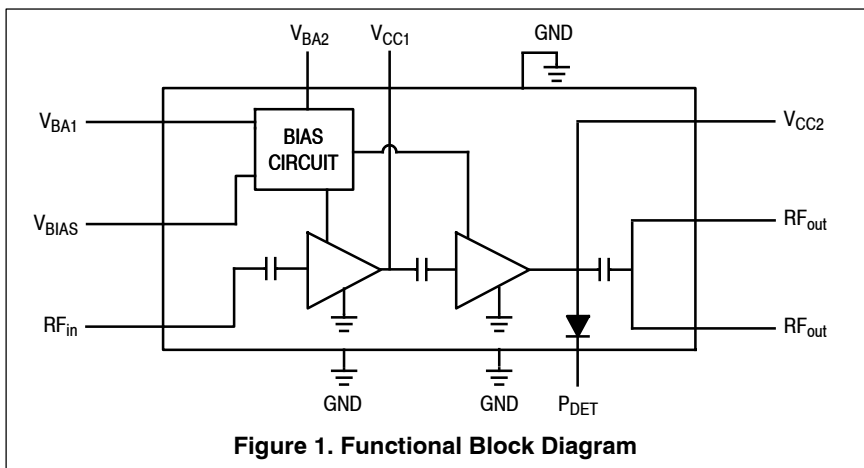 V_BA2 V_CC1 GND
V_BA1 V_CC2
BIAS
CIRCUIT
V_BIAS RF_out
RF_in RF_out
GND GND P_DET
Figure 1. Functional Block Diagram